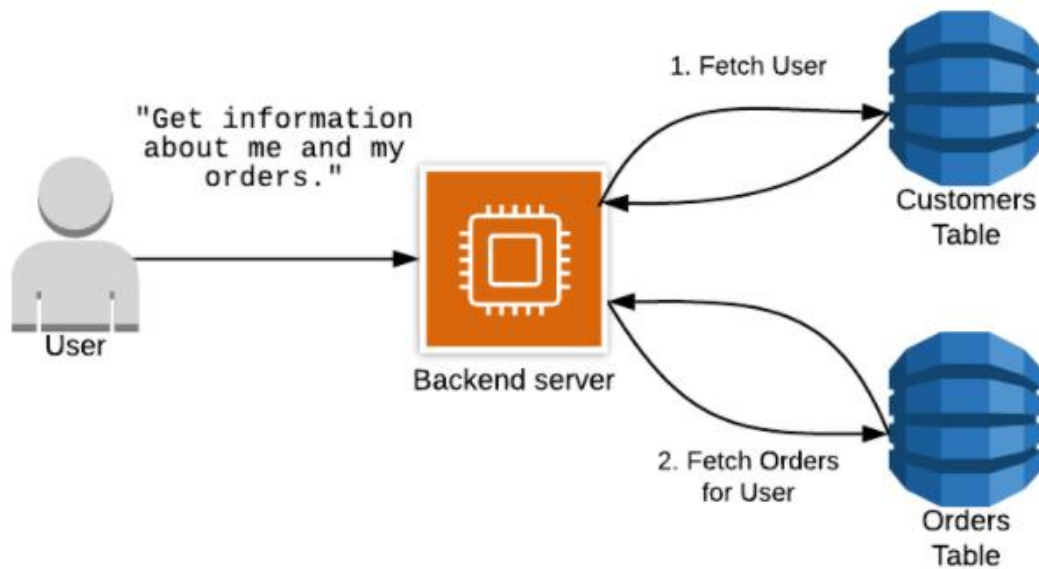 1. Fetch User
"Get information
about me and my
orders."
Customers
Table
User
Backend server
2. Fetch Orders
for User
Orders
Table